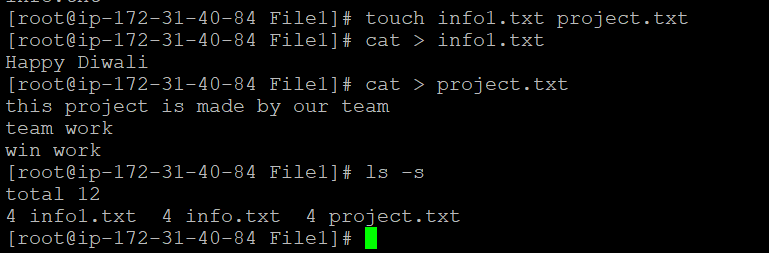 [root@ip-172-31-40-84 File1]# touch info1.txt project.txt
[root@ip-172-31-40-84 File1]# cat > info1.txt
Happy Diwali
[root@ip-172-31-40-84 File1]# cat > project.txt
this project is made by our team
team work
win work
[root@ip-172-31-40-84 File1]# ls -s
total 12
4 info1.txt  4 info.txt  4 project.txt
[root@ip-172-31-40-84 File1]#